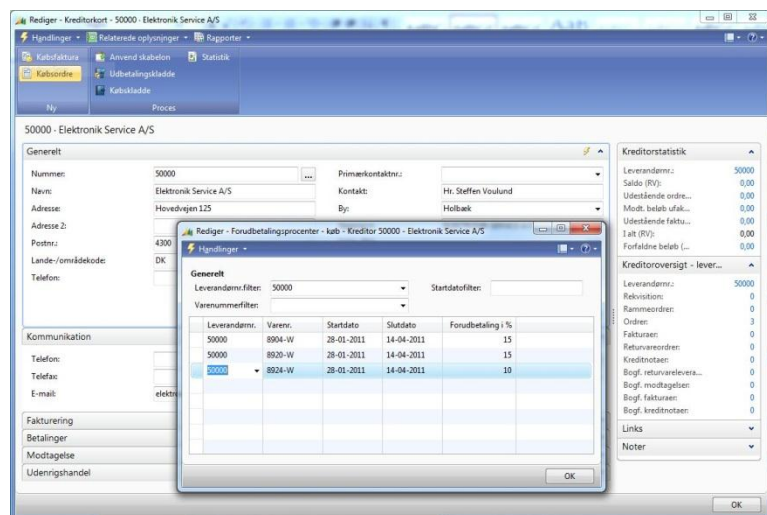 Rediger - Kreditorkort - 50000 · Elektronik Service A/S
Handlinger Relaterede oplysninger Rapporter
Købsfaktura Anvend skabelon Statistik
Købsordre Udbetalingskladde
Købskladde
Ny Proces
50000 · Elektronik Service A/S
Generelt
Nummer: 50000 ... Primærkontaktnr.:
Navn: Elektronik Service A/S Kontakt: Hr. Steffen Voulund
Adresse: Hovedvejen 125 By: Holbæk
Adresse 2:
Postnr.: 4300
Lande-/områdekode: DK
Telefon:
Kommunikation
Telefon:
Telefax:
E-mail: elektro
Fakturering
Betalinger
Modtagelse
Udenrigshandel
Rediger - Forudbetalingsprocenter - køb - Kreditor 50000 - Elektronik Service A/S
Handlinger
Generelt
Leverandørnr.filter: 50000 Startdatofilter:
Varenummerfilter:
Leverandørnr. Varenr. Startdato Slutdato Forudbetaling i %
50000 8904-W 28-01-2011 14-04-2011 15
50000 8920-W 28-01-2011 14-04-2011 15
50000 8924-W 28-01-2011 14-04-2011 10
OK
Kreditorstatistik
Leverandørnr.: 50000
Saldo (RV): 0,00
Udestående ordre... 0,00
Modt. beløb ufak... 0,00
Udestående faktu... 0,00
I alt (RV): 0,00
Forfaldne beløb (... 0,00
Kreditoroversigt - lever...
Leverandørnr.: 50000
Rekvisition: 0
Rammeordrer: 0
Ordrer: 3
Fakturaer: 0
Returvareordrer: 0
Kreditnotaer: 0
Bogf. returvarelevera... 0
Bogf. modtagelser: 0
Bogf. fakturaer: 0
Bogf. kreditnotaer: 0
Links
Noter
OK